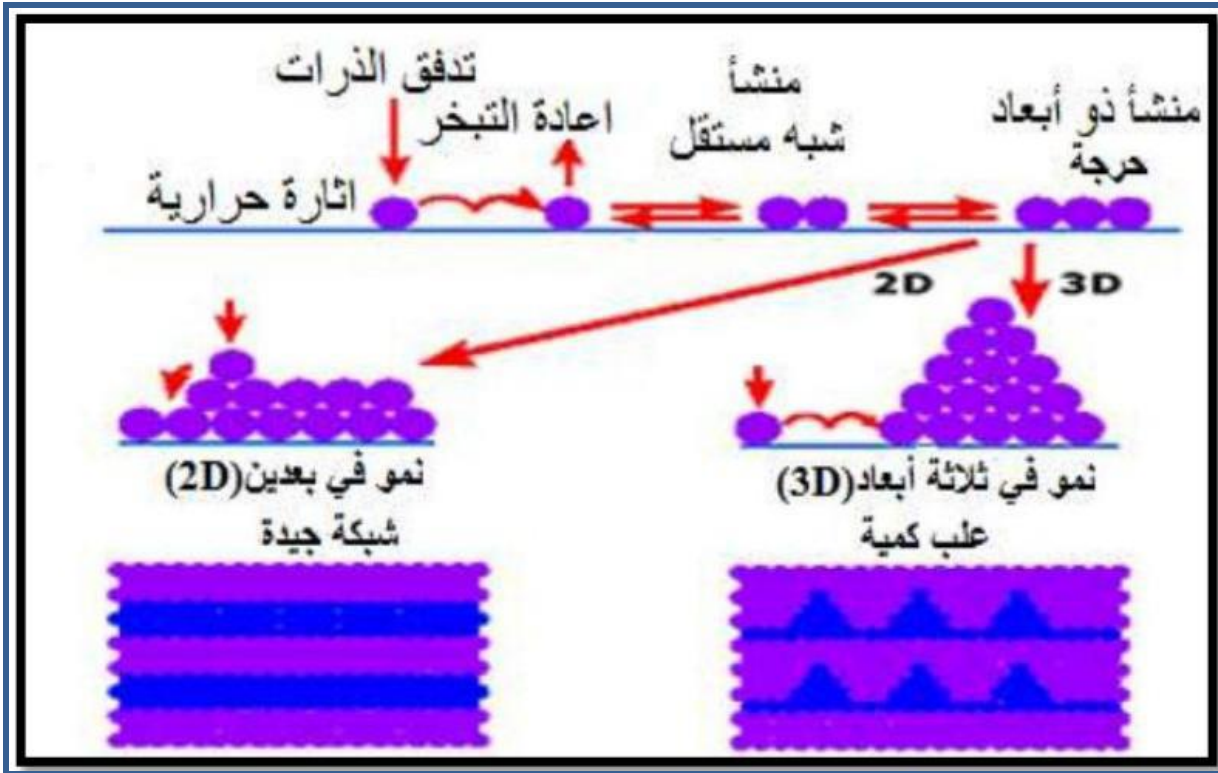 تدفق الذرات
اعادة التبخر
منشأ
شبه مستقل
منشأ ذو أبعاد
حرجة
اثارة حرارية
2D
3D
نمو في بعدين(2D)
شبكة جيدة
نمو في ثلاثة أبعاد(3D)
علب كمية